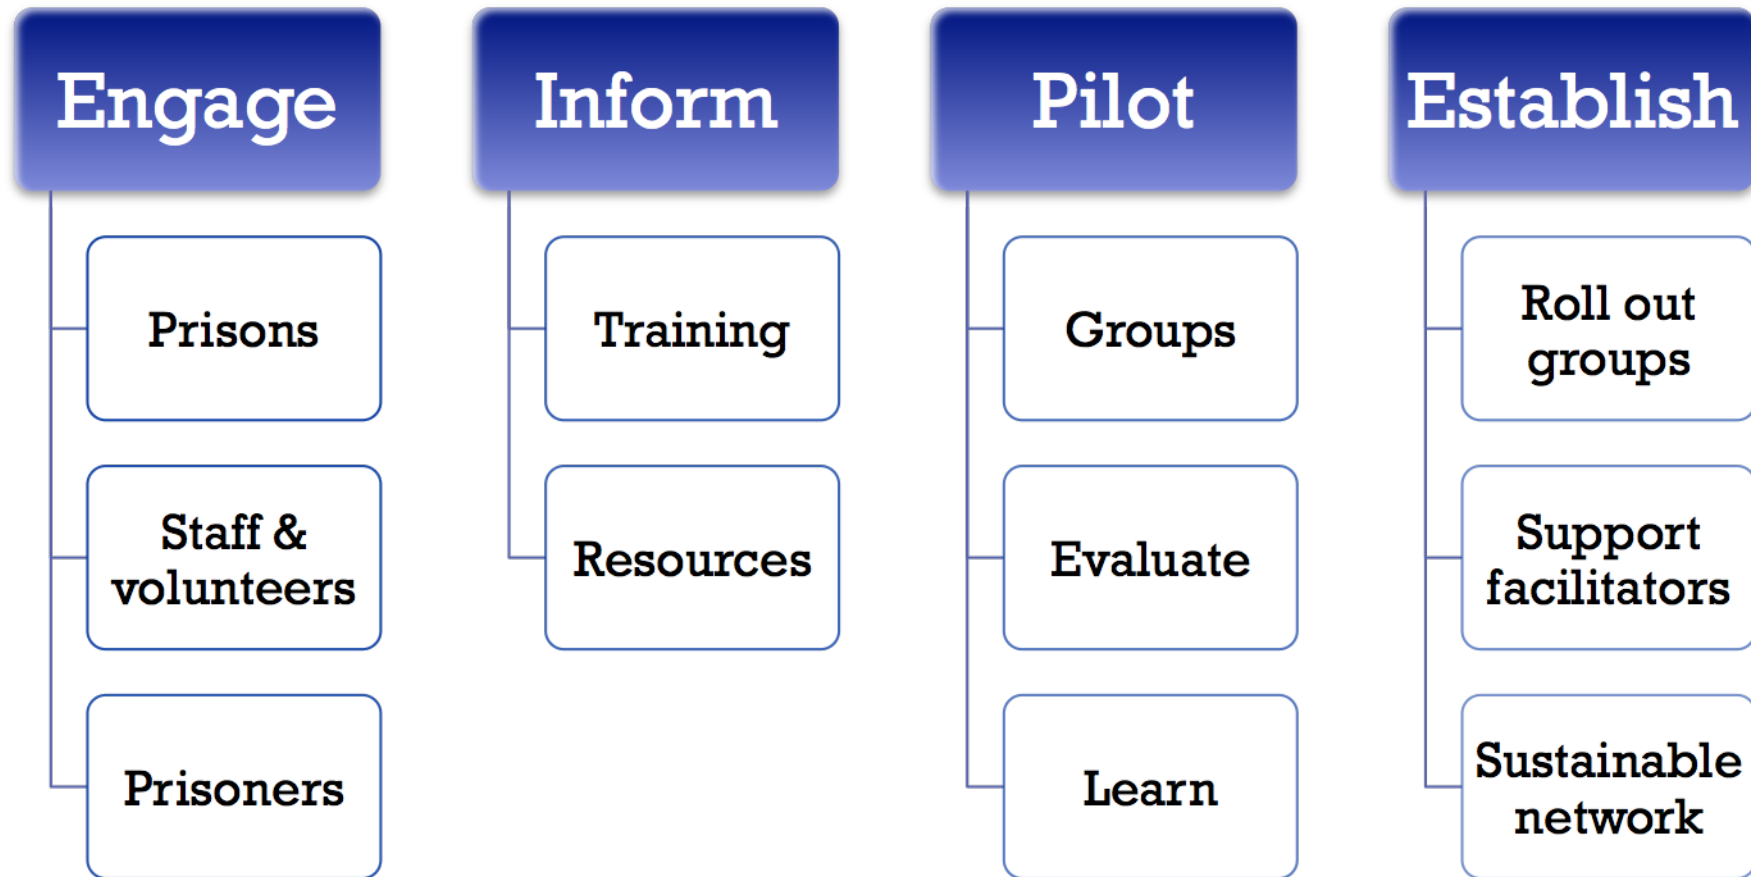 Engage
Prisons
Staff &
volunteers
Prisoners
Inform
Training
Resources
Pilot
Groups
Evaluate
Learn
Establish
Roll out
groups
Support
facilitators
Sustainable
network